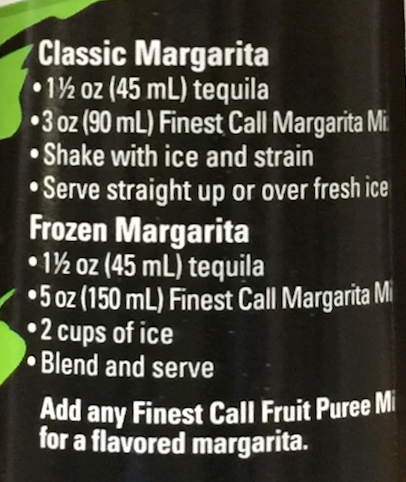 Classic Margarita
•1½ oz (45 mL) tequila
•3 oz (90 mL) Finest Call Margarita Mi
•Shake with ice and strain
•Serve straight up or over fresh ice
Frozen Margarita
•1½ oz (45 mL) tequila
•5 oz (150 mL) Finest Call Margarita Mi
•2 cups of ice
•Blend and serve
Add any Finest Call Fruit Puree Mi
for a flavored margarita.